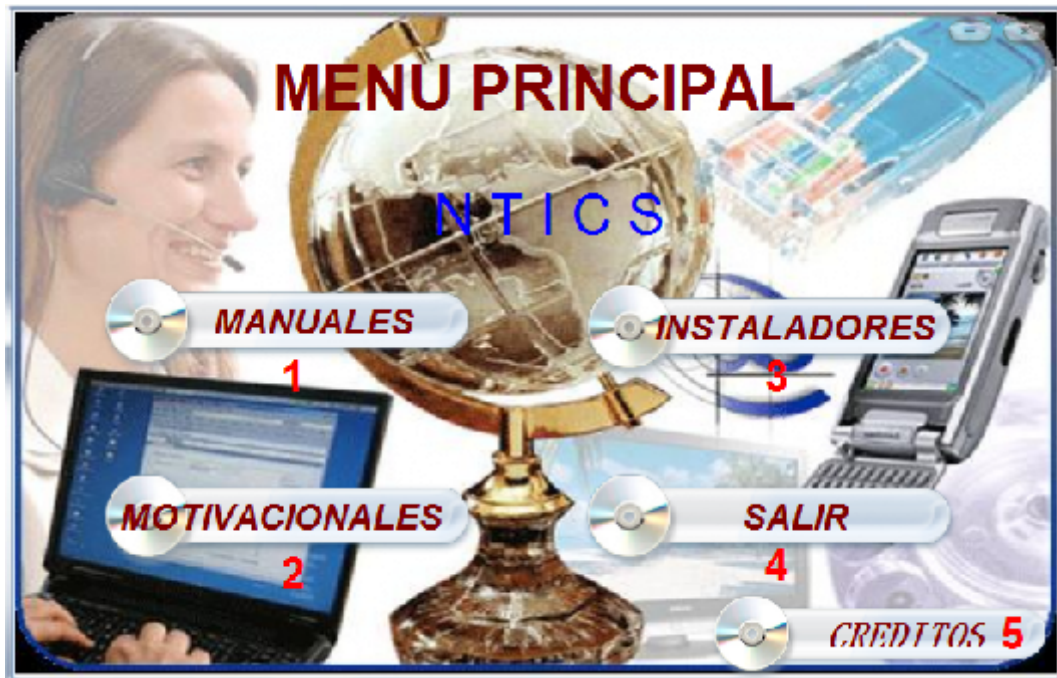 MENU PRINCIPAL
N T I C S
MANUALES
1
INSTALADORES
3
MOTIVACIONALES
2
SALIR
4
CREDITOS 5